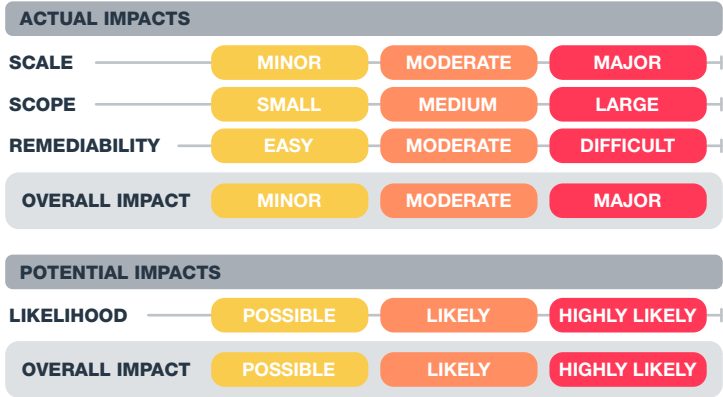 ACTUAL IMPACTS
SCALE MINOR MODERATE MAJOR
SCOPE SMALL MEDIUM LARGE
REMEDIABILITY EASY MODERATE DIFFICULT
OVERALL IMPACT MINOR MODERATE MAJOR
POTENTIAL IMPACTS
LIKELIHOOD POSSIBLE LIKELY HIGHLY LIKELY
OVERALL IMPACT POSSIBLE LIKELY HIGHLY LIKELY